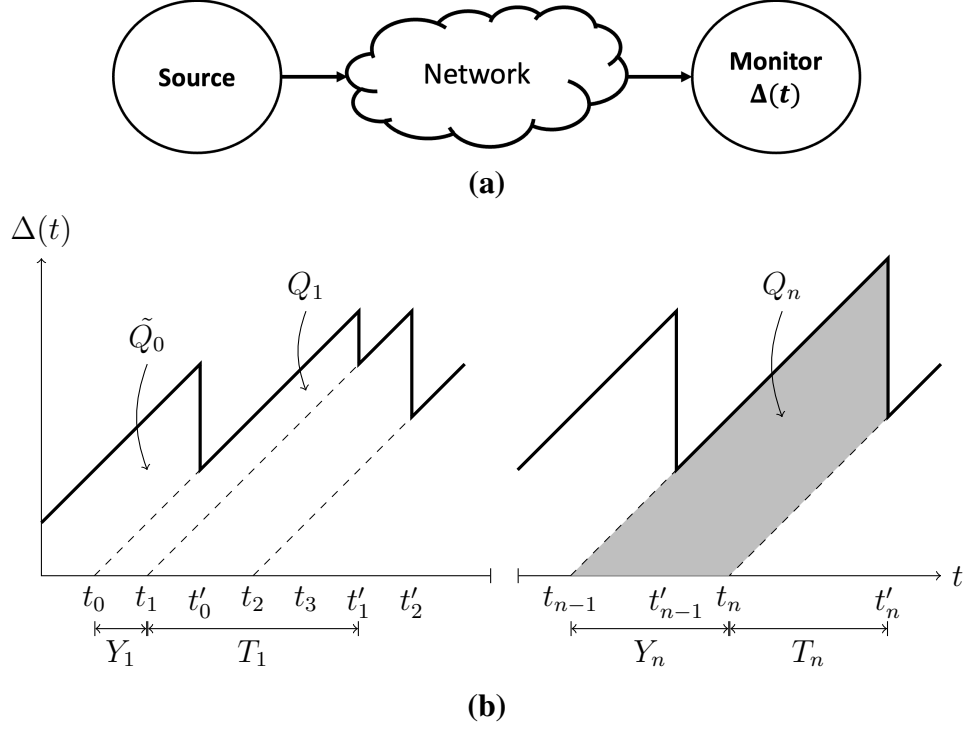 Source
Network
Monitor
Δ(t)
(a)
Δ(t)
Q̃₀
Q₁
Qₙ
t₀ t₁ t′₀ t₂ t₃ t′₁ t′₂ tₙ₋₁ t′ₙ₋₁ tₙ t′ₙ t
Y₁ T₁ Yₙ Tₙ
(b)